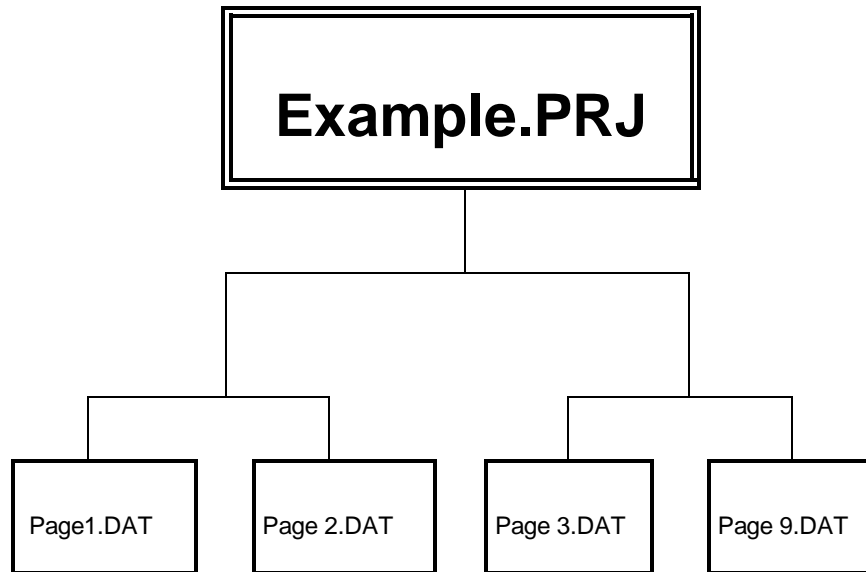 Example.PRJ
Page1.DAT
Page 2.DAT
Page 3.DAT
Page 9.DAT